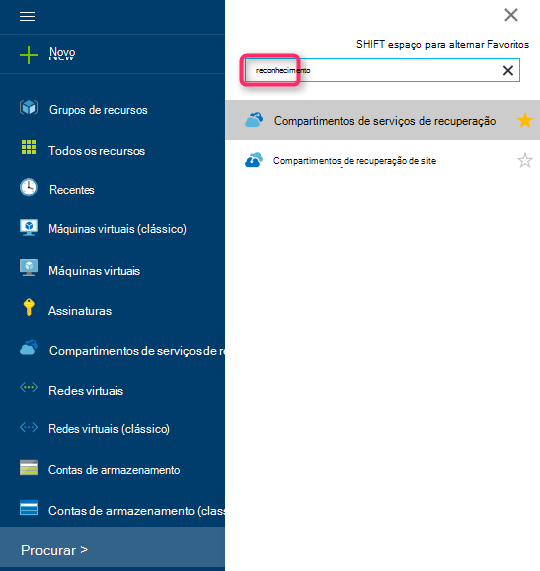 Novo
SHIFT espaço para alternar Favoritos
reconhecimento
Grupos de recursos
Todos os recursos
Recentes
Máquinas virtuais (clássico)
Máquinas virtuais
Assinaturas
Compartimentos de serviços de re
Redes virtuais
Redes virtuais (clássico)
Contas de armazenamento
Contas de armazenamento (class
Procurar >
Compartimentos de serviços de recuperação
Compartimentos de recuperação de site